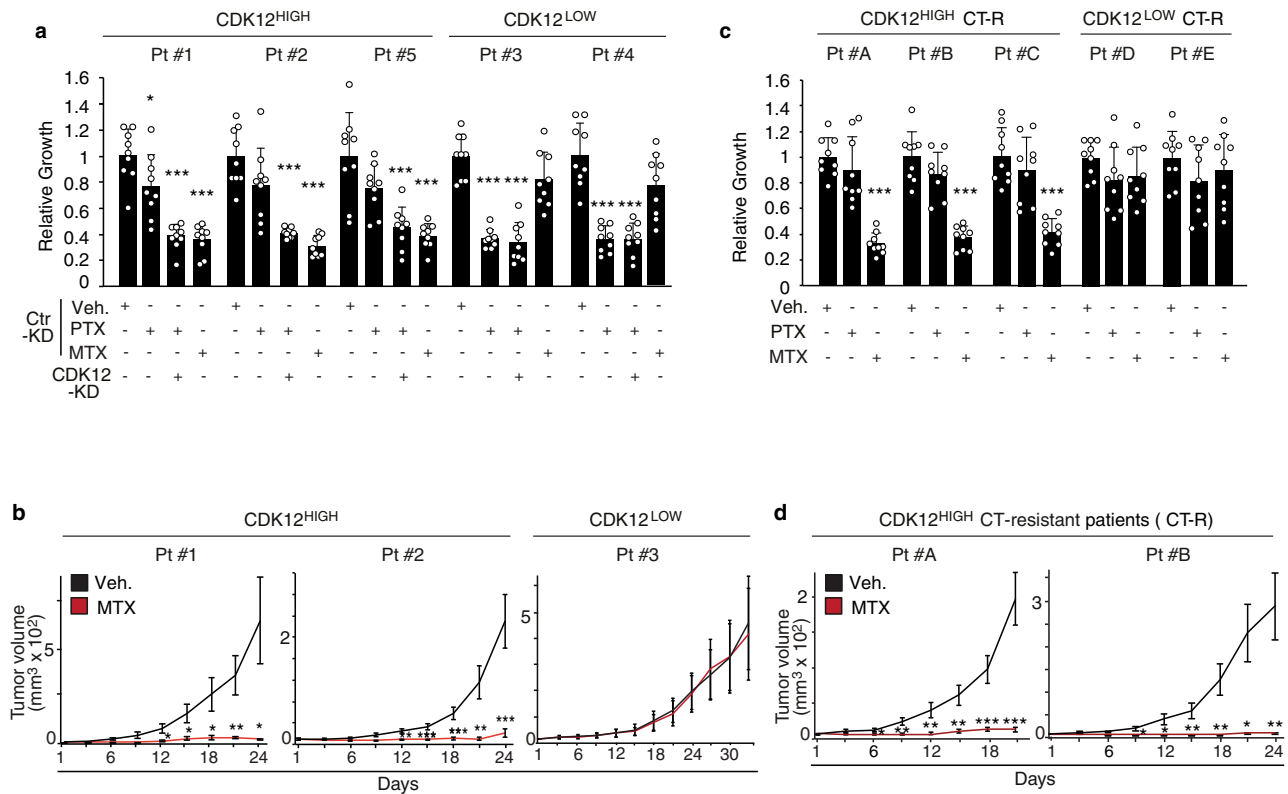 a
CDK12HIGH CDK12LOW
Pt #1 Pt #2 Pt #5 Pt #3 Pt #4
Relative Growth
1.6
1.4
1.2
1
0.8
0.6
0.4
0.2
0
* *** *** *** *** *** *** *** *** *** ***
Ctr -KD
Veh. + - - - + - - - + - - - + - - - + - - -
PTX - + + - - + + - - + + - - + + - - + + -
MTX - - - + - - - + - - - + - - - + - - - +
CDK12 -KD - - + - - - + - - - + - - - + - - - + -
c
CDK12HIGH CT-R CDK12LOW CT-R
Pt #A Pt #B Pt #C Pt #D Pt #E
Relative Growth
1.6
1.4
1.2
1
0.8
0.6
0.4
0.2
0
*** *** ***
Veh. + - - + - - + - - + - - + - -
PTX - + - - + - - + - - + - - + -
MTX - - + - - + - - + - - + - - +
b
CDK12HIGH CDK12LOW
Pt #1 Pt #2 Pt #3
Veh.
MTX
Tumor volume
(mm3 x 102)
5
0
* * * ** *
1 6 12 18 24
2
0
** *** *** ** ***
1 6 12 18 24
5
0
1 6 12 18 24 30
Days
d
CDK12HIGH CT-resistant patients ( CT-R)
Pt #A Pt #B
Veh.
MTX
Tumor volume
(mm3 x 102)
2
0
* ** ** ** *** ***
1 6 12 18
3
0
* * ** ** * **
1 6 12 18 24
Days